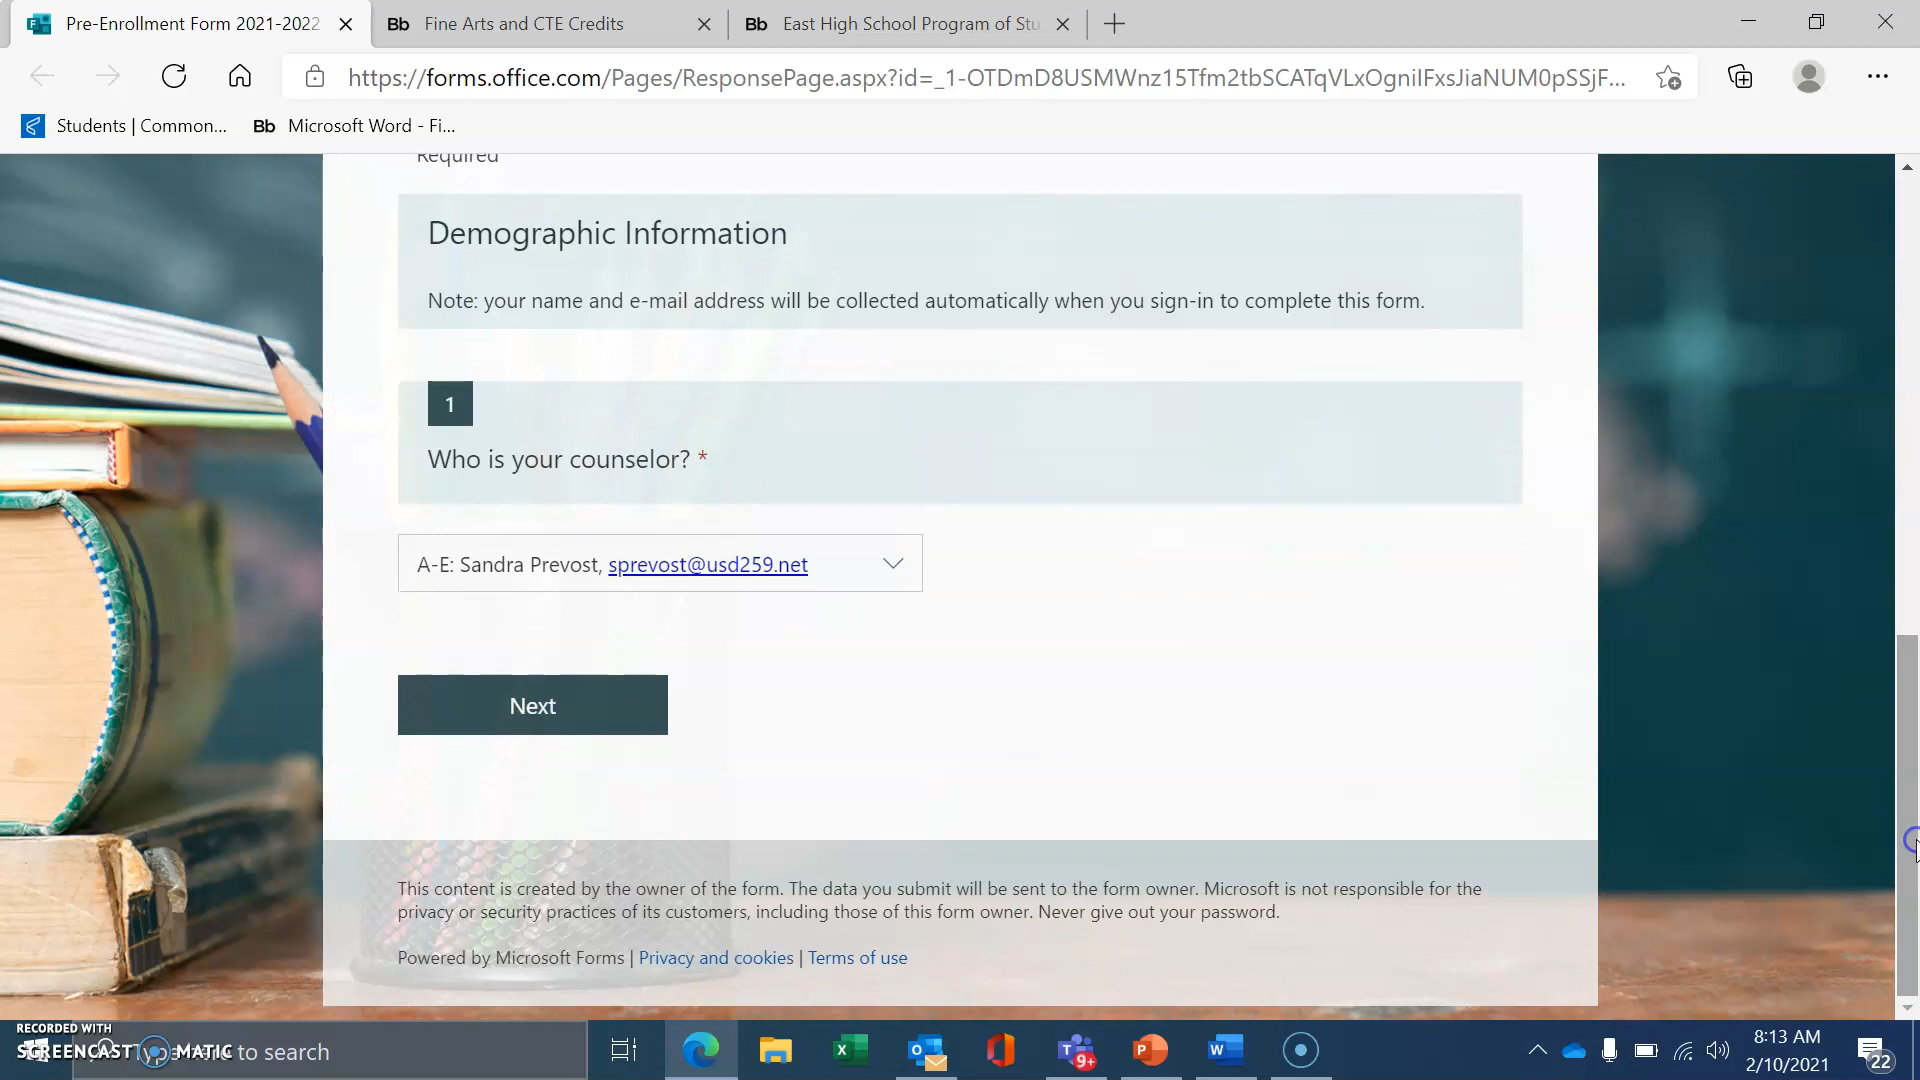 Pre-Enrollment Form 2021-2022
Bb Fine Arts and CTE Credits
Bb East High School Program of Stu
https://forms.office.com/Pages/ResponsePage.aspx?id=_1-OTDmD8USMWnz15Tfm2tbSCATqVLxOgniIFxsJiaNUM0pSSjF...
Students | Common...
Bb Microsoft Word - Fi...
Required
Demographic Information
Note: your name and e-mail address will be collected automatically when you sign-in to complete this form.
1
Who is your counselor? *
A-E: Sandra Prevost, sprevost@usd259.net
Next
This content is created by the owner of the form. The data you submit will be sent to the form owner. Microsoft is not responsible for the
privacy or security practices of its customers, including those of this form owner. Never give out your password.
Powered by Microsoft Forms | Privacy and cookies | Terms of use
RECORDED WITH
SCREENCAST MATIC
to search
9+
8:13 AM
2/10/2021
22